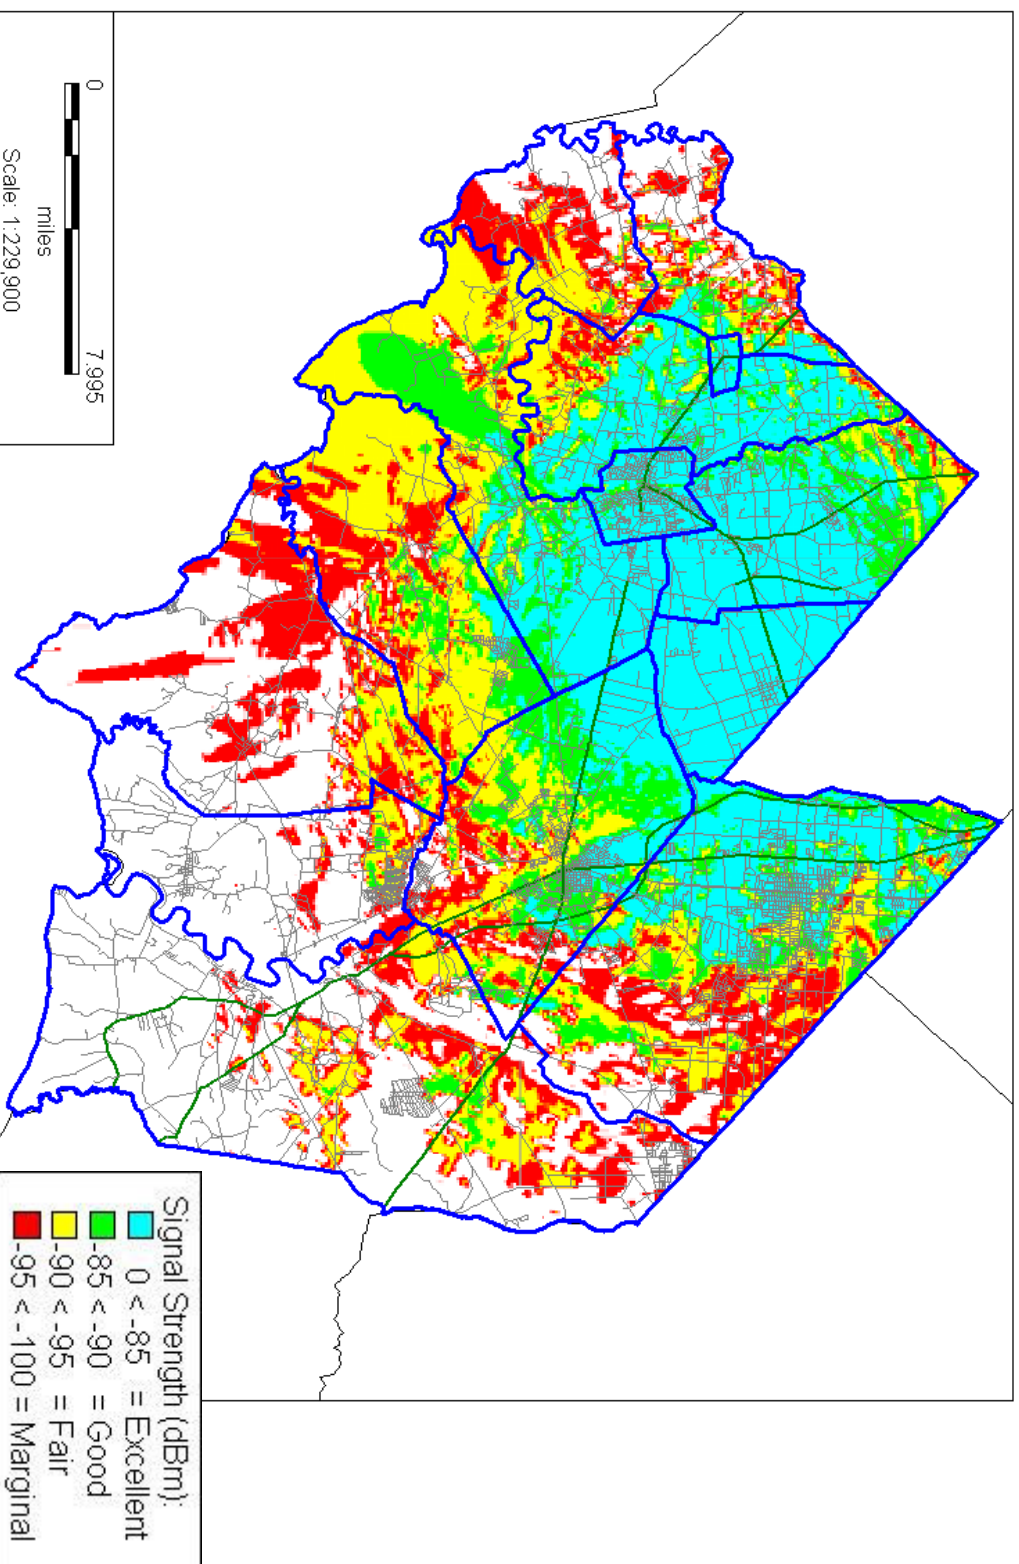 0 7.995
miles
Scale: 1:229,900
Signal Strength (dBm):
0 < -85 = Excellent
-85 < -90 = Good
-90 < -95 = Fair
-95 < -100 = Marginal